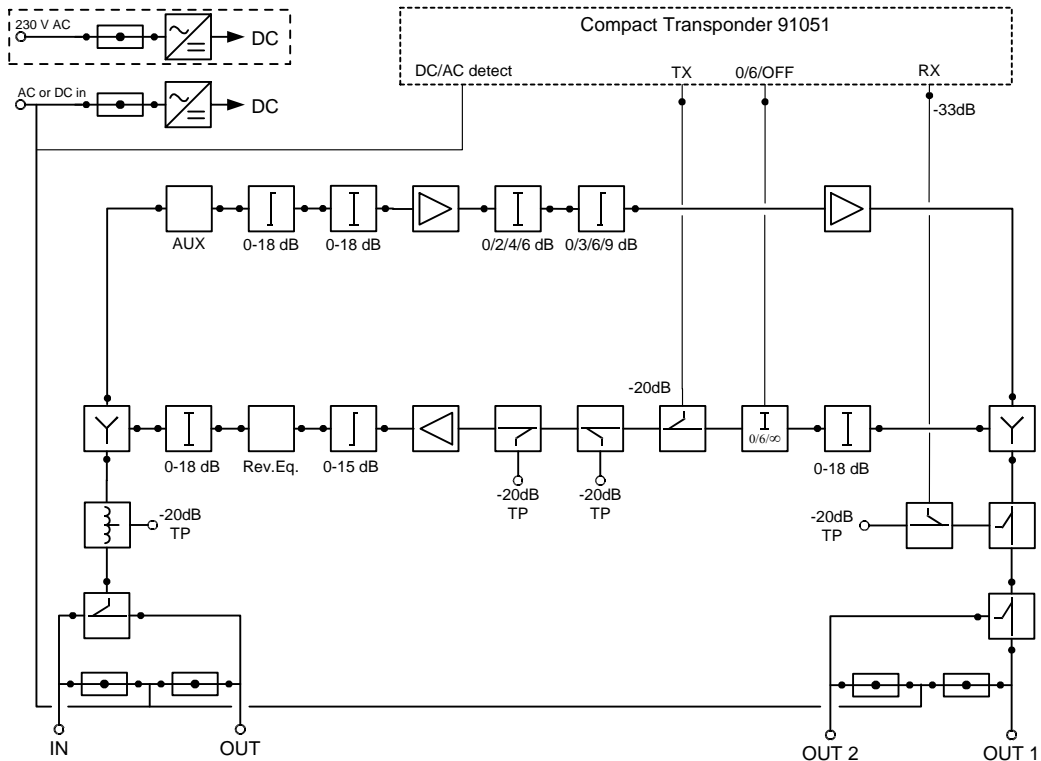 230 V AC
DC
Compact Transponder 91051
DC/AC detect
TX
0/6/OFF
RX
AC or DC in
DC
-33dB
AUX
0-18 dB
0-18 dB
0/2/4/6 dB
0/3/6/9 dB
-20dB
0/6/∞
0-18 dB
Rev.Eq.
0-15 dB
0-18 dB
-20dB
TP
-20dB
TP
-20dB
TP
-20dB
TP
IN
OUT
OUT 2
OUT 1